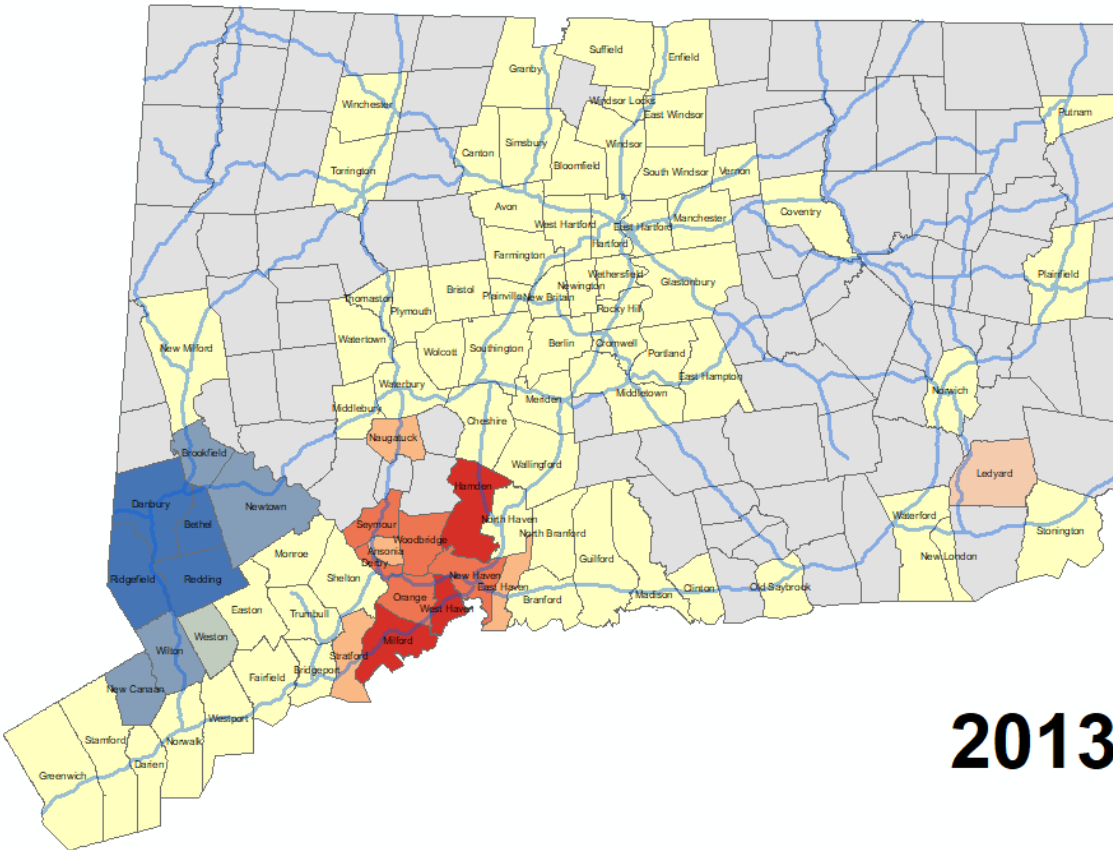 Suffield
Enfield
Granby
Windsor Locks
Winchester
East Windsor
Putnam
Simsbury
Windsor
Canton
Bloomfield
Torrington
South Windsor
Vernon
Avon
Coventry
West Hartford
Manchester
East Hartford
Hartford
Farmington
Wethersfield
Plainfield
Glastonbury
Newington
Bristol
Plainville
New Britain
Thomaston
Plymouth
Rocky Hill
Watertown
Berlin
Cromwell
New Milford
Wolcott
Southington
Portland
East Hampton
Waterbury
Norwich
Middletown
Meriden
Middlebury
Cheshire
Naugatuck
Brookfield
Wallingford
Ledyard
Hamden
Danbury
Newtown
Waterford
North Haven
Bethel
Seymour
Stonington
North Branford
Woodbridge
Ansonia
Monroe
New London
Guilford
Derby
New Haven
Ridgefield
Redding
Shelton
East Haven
Old Saybrook
Clinton
Madison
Orange
Branford
West Haven
Easton
Trumbull
Weston
Milford
Wilton
Stratford
Bridgeport
Fairfield
New Canaan
Westport
Stamford
Norwalk
2013
Darien
Greenwich